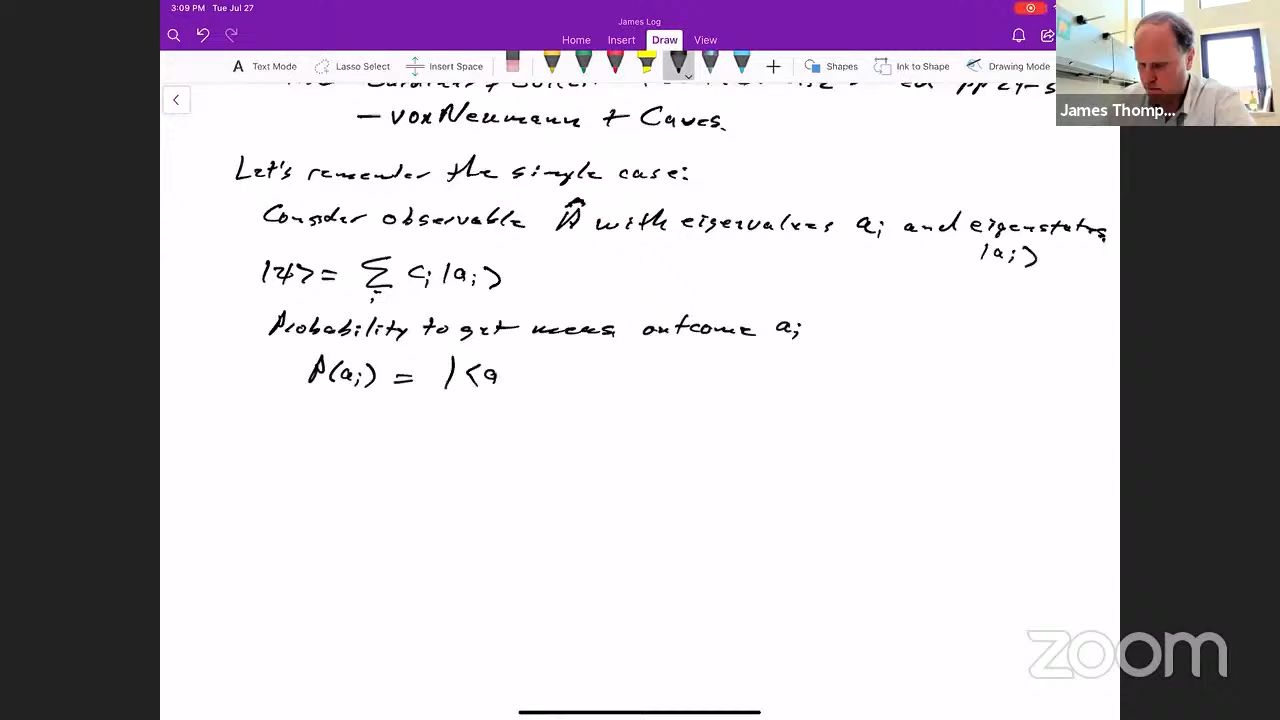 3:09 PM Tue Jul 27
James Log
Home Insert Draw View
Text Mode Lasso Select Insert Space Shapes Ink to Shape Drawing Mode
James Thomp...
– von Neumann + Caves.
Let's remember the simple case:
Consider observable Â with eigenvalues aᵢ and eigenstates
|aᵢ⟩
|ψ⟩ = ∑ᵢ cᵢ |aᵢ⟩
Probability to get meas outcome aᵢ
P(aᵢ) = |<a
zoom